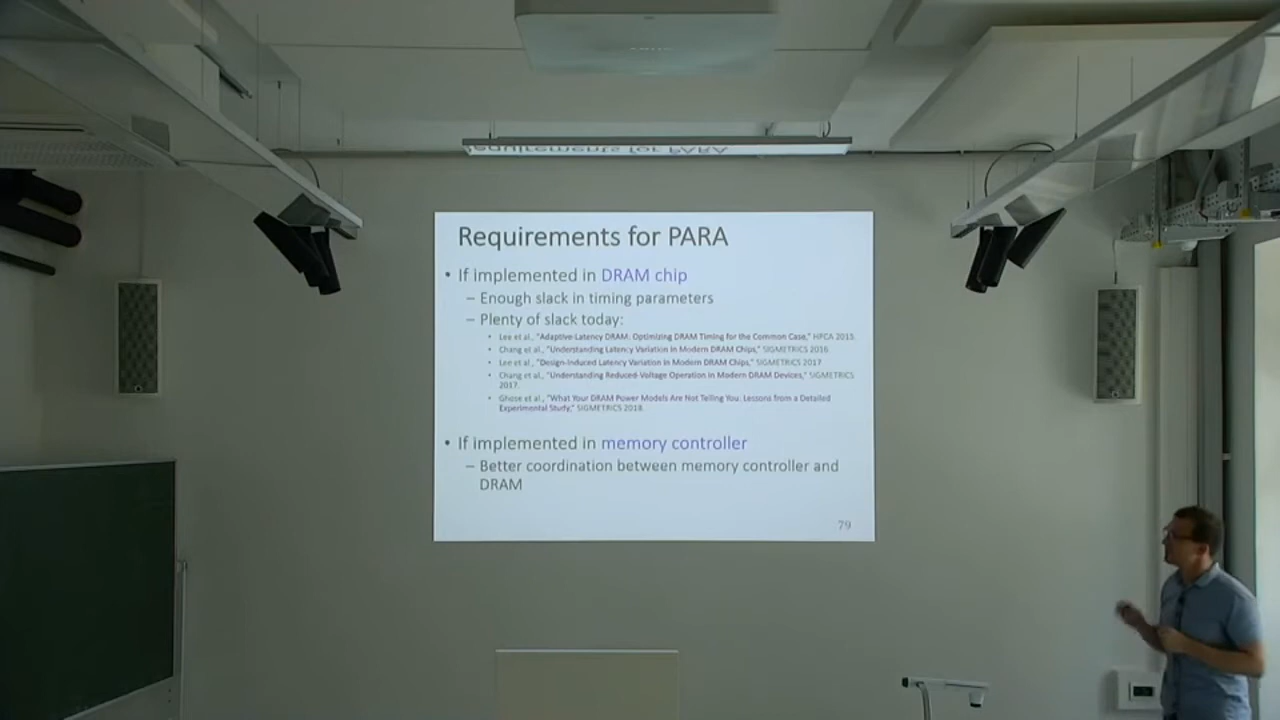 Requirements for PARA
• If implemented in DRAM chip
– Enough slack in timing parameters
– Plenty of slack today:
• Lee et al., "Adaptive-Latency DRAM: Optimizing DRAM Timing for the Common Case," HPCA 2015.
• Chang et al., "Understanding Latency Variation in Modern DRAM Chips," SIGMETRICS 2016.
• Lee et al., "Design-Induced Latency Variation in Modern DRAM Chips," SIGMETRICS 2017.
• Chang et al., "Understanding Reduced-Voltage Operation in Modern DRAM Devices," SIGMETRICS
2017.
• Ghose et al., "What Your DRAM Power Models Are Not Telling You: Lessons from a Detailed
Experimental Study," SIGMETRICS 2018.
• If implemented in memory controller
– Better coordination between memory controller and
DRAM
79